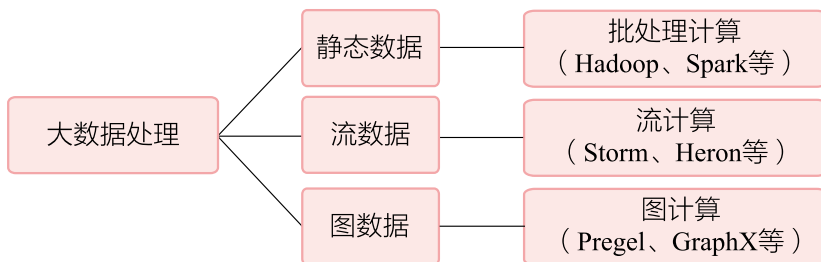 大数据处理
静态数据
批处理计算
（Hadoop、Spark等）
流数据
流计算
（Storm、Heron等）
图数据
图计算
（Pregel、GraphX等）